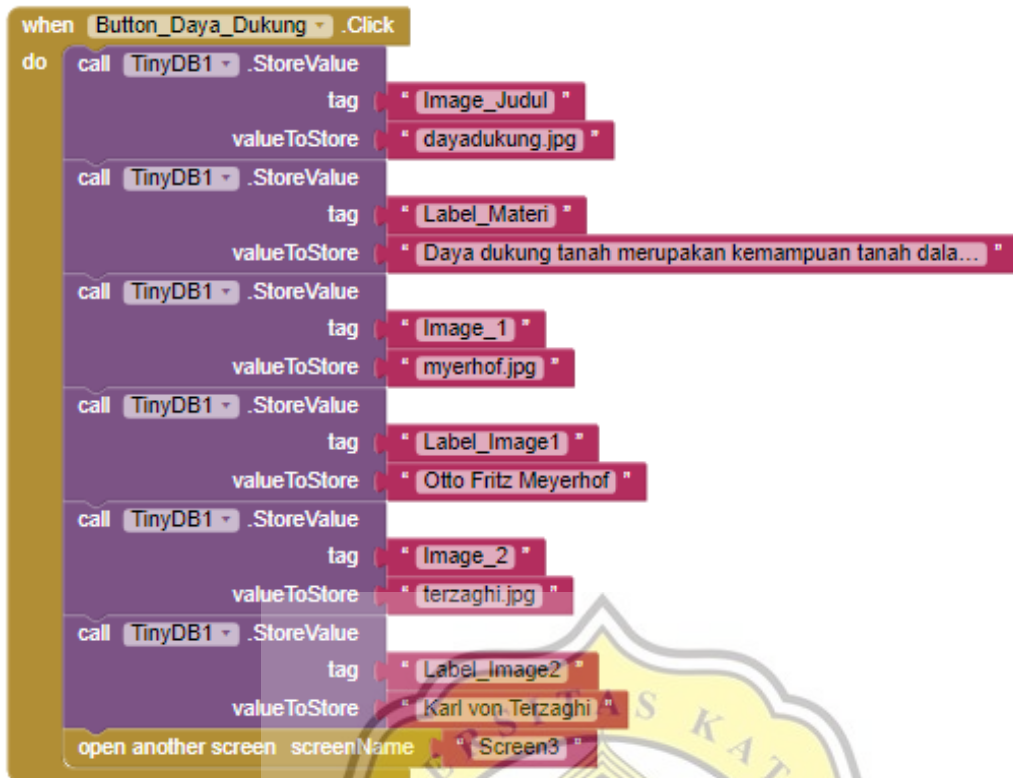 when Button_Daya_Dukung .Click
do call TinyDB1 .StoreValue
tag " Image_Judul "
valueToStore " dayadukung.jpg "
call TinyDB1 .StoreValue
tag " Label_Materi "
valueToStore " Daya dukung tanah merupakan kemampuan tanah dala... "
call TinyDB1 .StoreValue
tag " Image_1 "
valueToStore " myerhof.jpg "
call TinyDB1 .StoreValue
tag " Label_Image1 "
valueToStore " Otto Fritz Meyerhof "
call TinyDB1 .StoreValue
tag " Image_2 "
valueToStore " terzaghi.jpg "
call TinyDB1 .StoreValue
tag " Label_Image2 "
valueToStore " Karl von Terzaghi "
open another screen screenName " Screen3 "